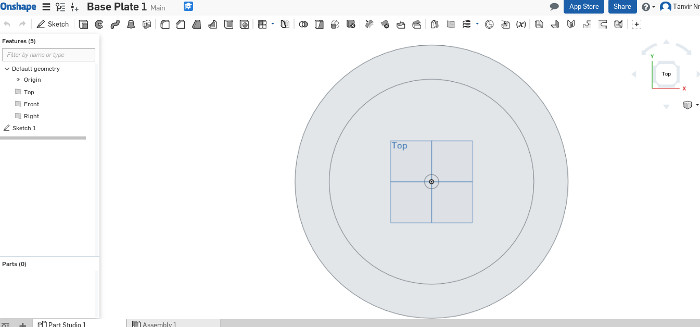 Onshape
Base Plate 1 Main
App Store
Share
Tanvir Nr
Sketch
Features (5)
Filter by name or type
Default geometry
Origin
Top
Front
Right
Sketch 1
Parts (0)
Top
Y
Top
X
Part Studio 1
Assembly 1